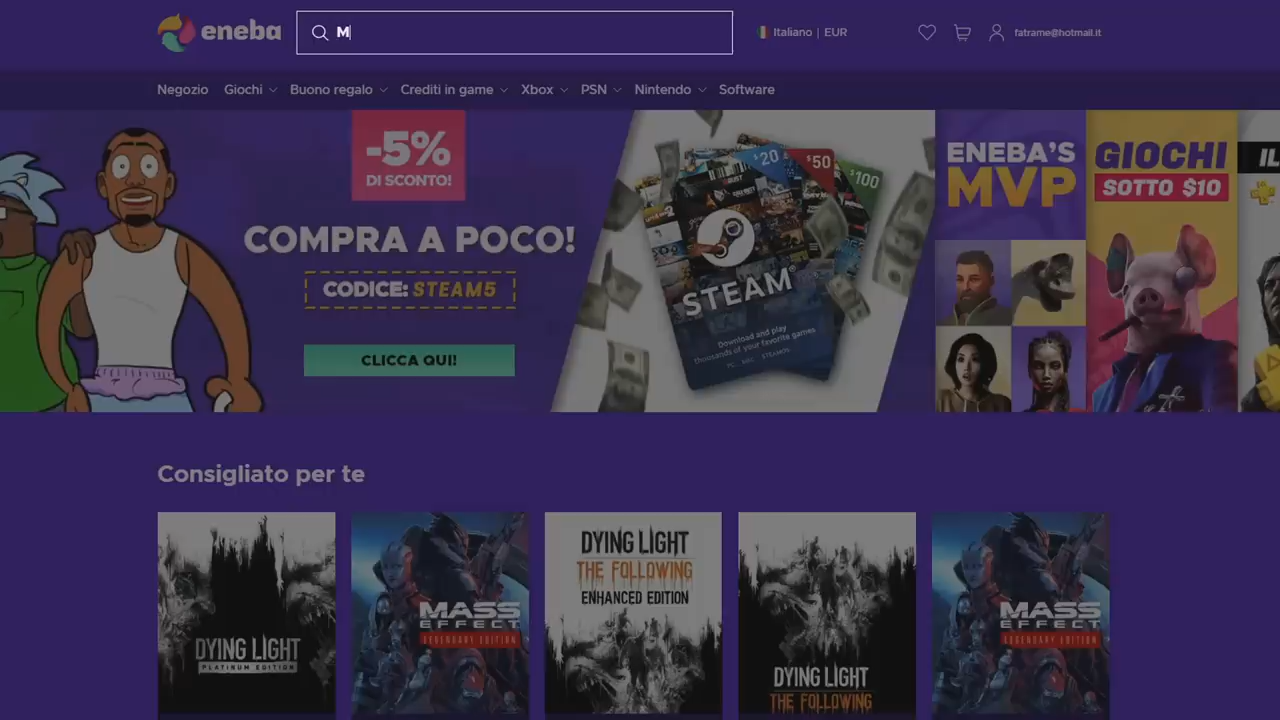 eneba
M
Italiano | EUR
fatrame@hotmail.it
Negozio Giochi Buono regalo Crediti in game Xbox PSN Nintendo Software
-5%
DI SCONTO!
COMPRA A POCO!
CODICE: STEAM5
CLICCA QUI!
$20 $50 $100
STEAM®
Download and play
thousands of your favorite games
ENEBA'S
MVP
GIOCHI
SOTTO $10
IL
Consigliato per te
DYING LIGHT
PLATINUM EDITION
MASS
EFFECT
LEGENDARY EDITION
DYING LIGHT
THE FOLLOWING
ENHANCED EDITION
DYING LIGHT
THE FOLLOWING
MASS
EFFECT
LEGENDARY EDITION